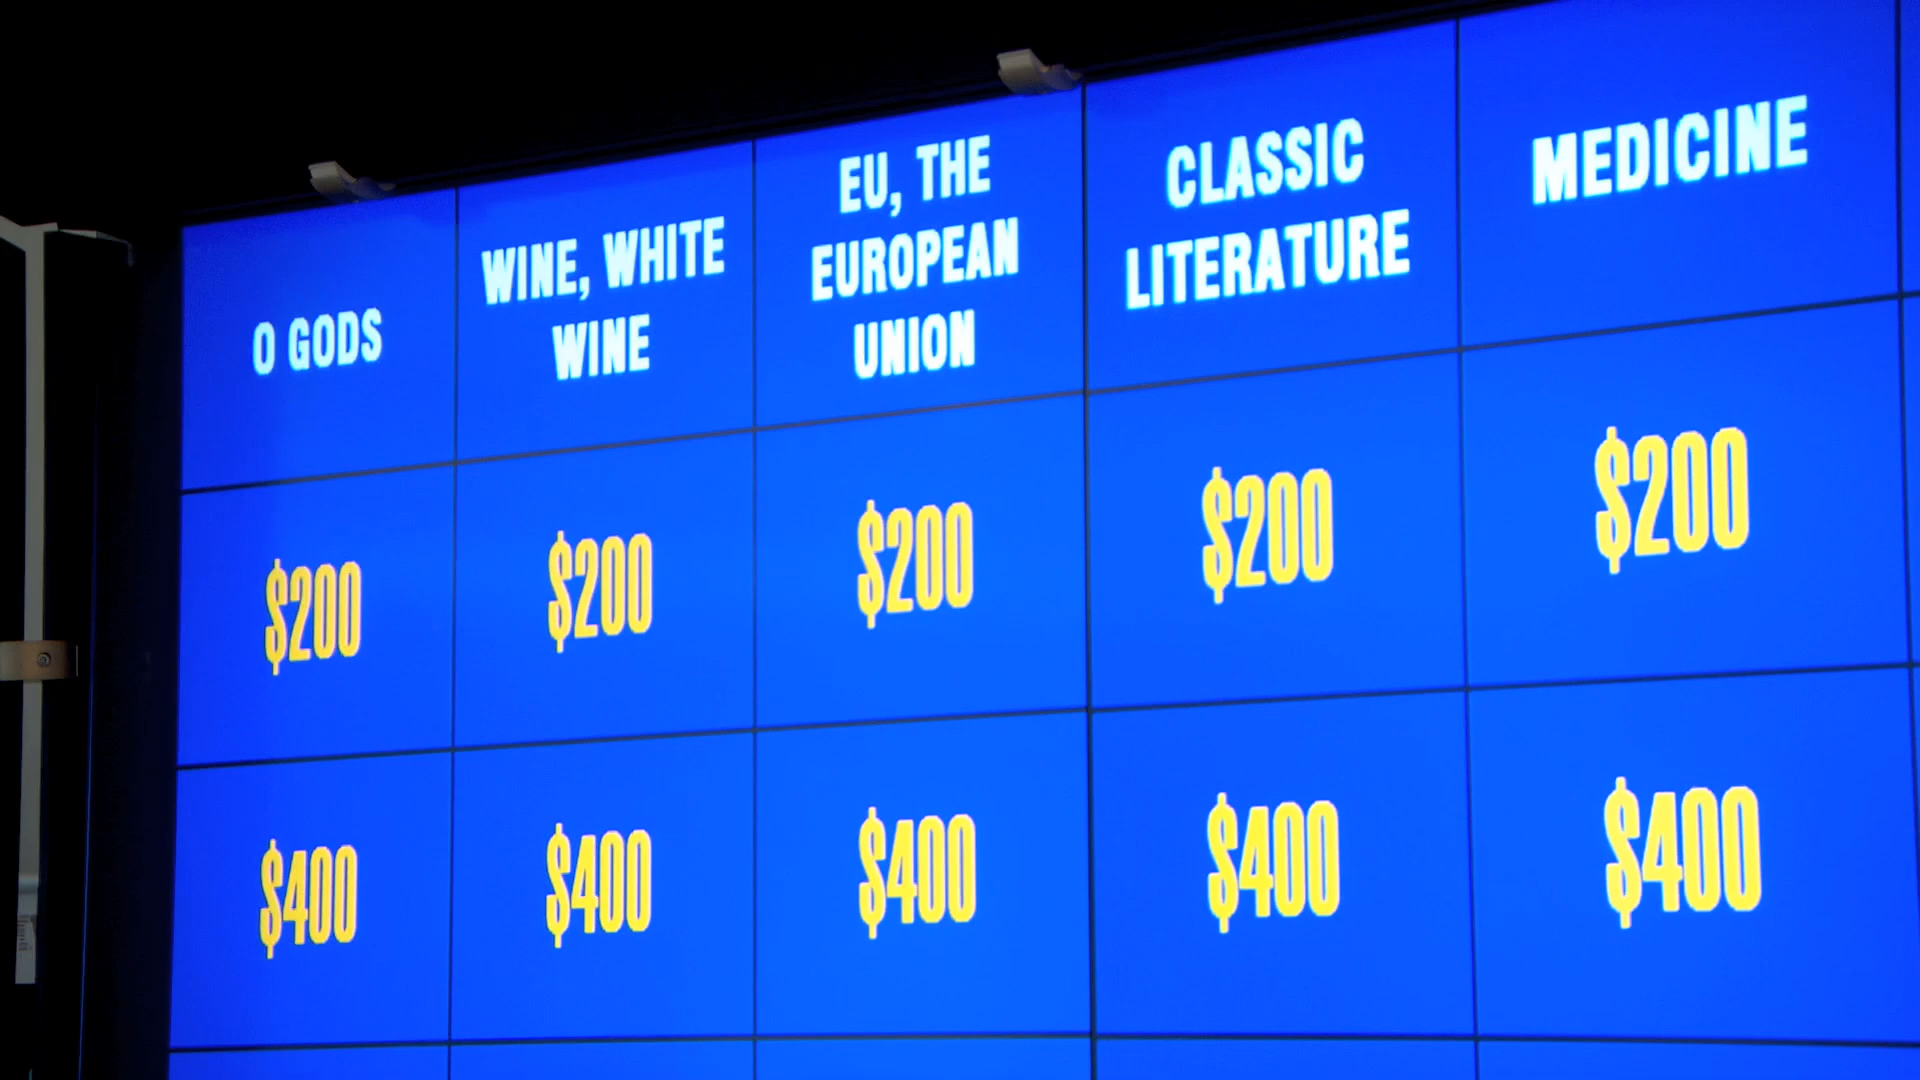 O GODS
WINE, WHITE
WINE
EU, THE
EUROPEAN
UNION
CLASSIC
LITERATURE
MEDICINE
$200
$200
$200
$200
$200
$400
$400
$400
$400
$400